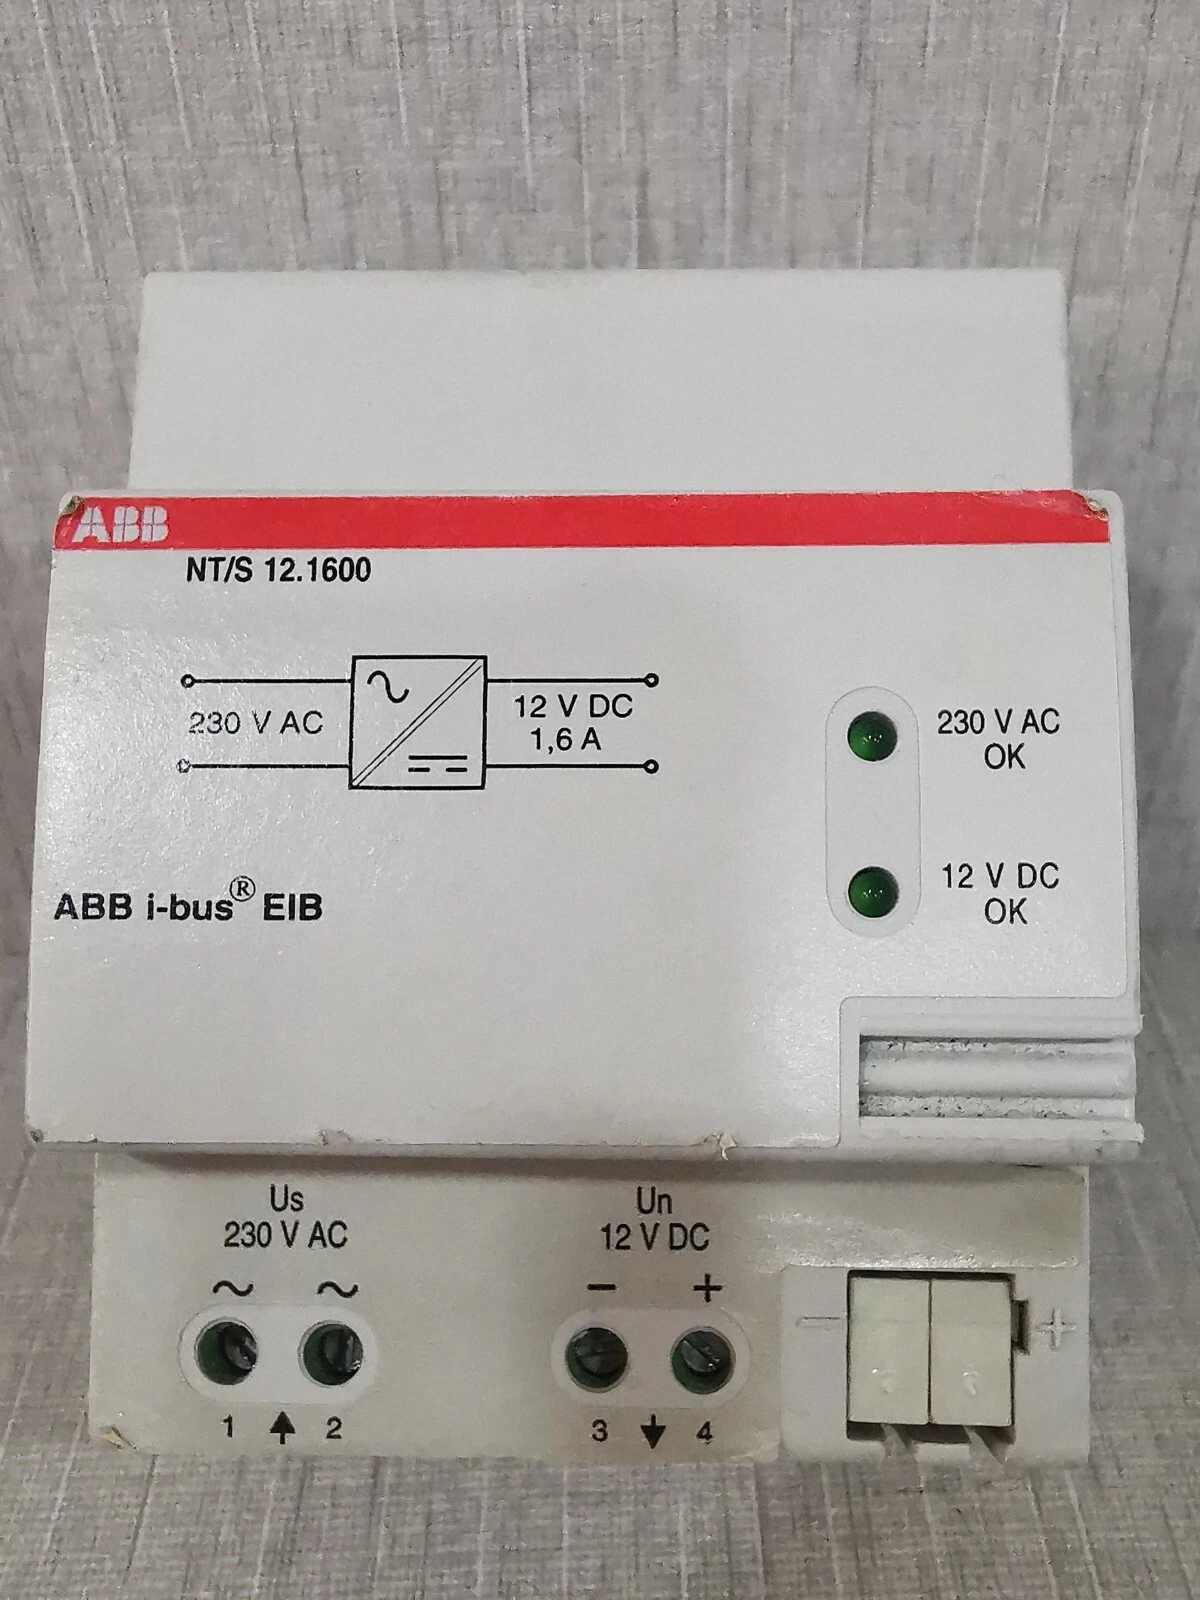 ABB
NT/S 12.1600
230 V AC
12 V DC
1,6 A
230 V AC
OK
12 V DC
OK
ABB i-bus® EIB
Us
230 V AC
Un
12 V DC
~ ~
− +
− +
1 2
3 4